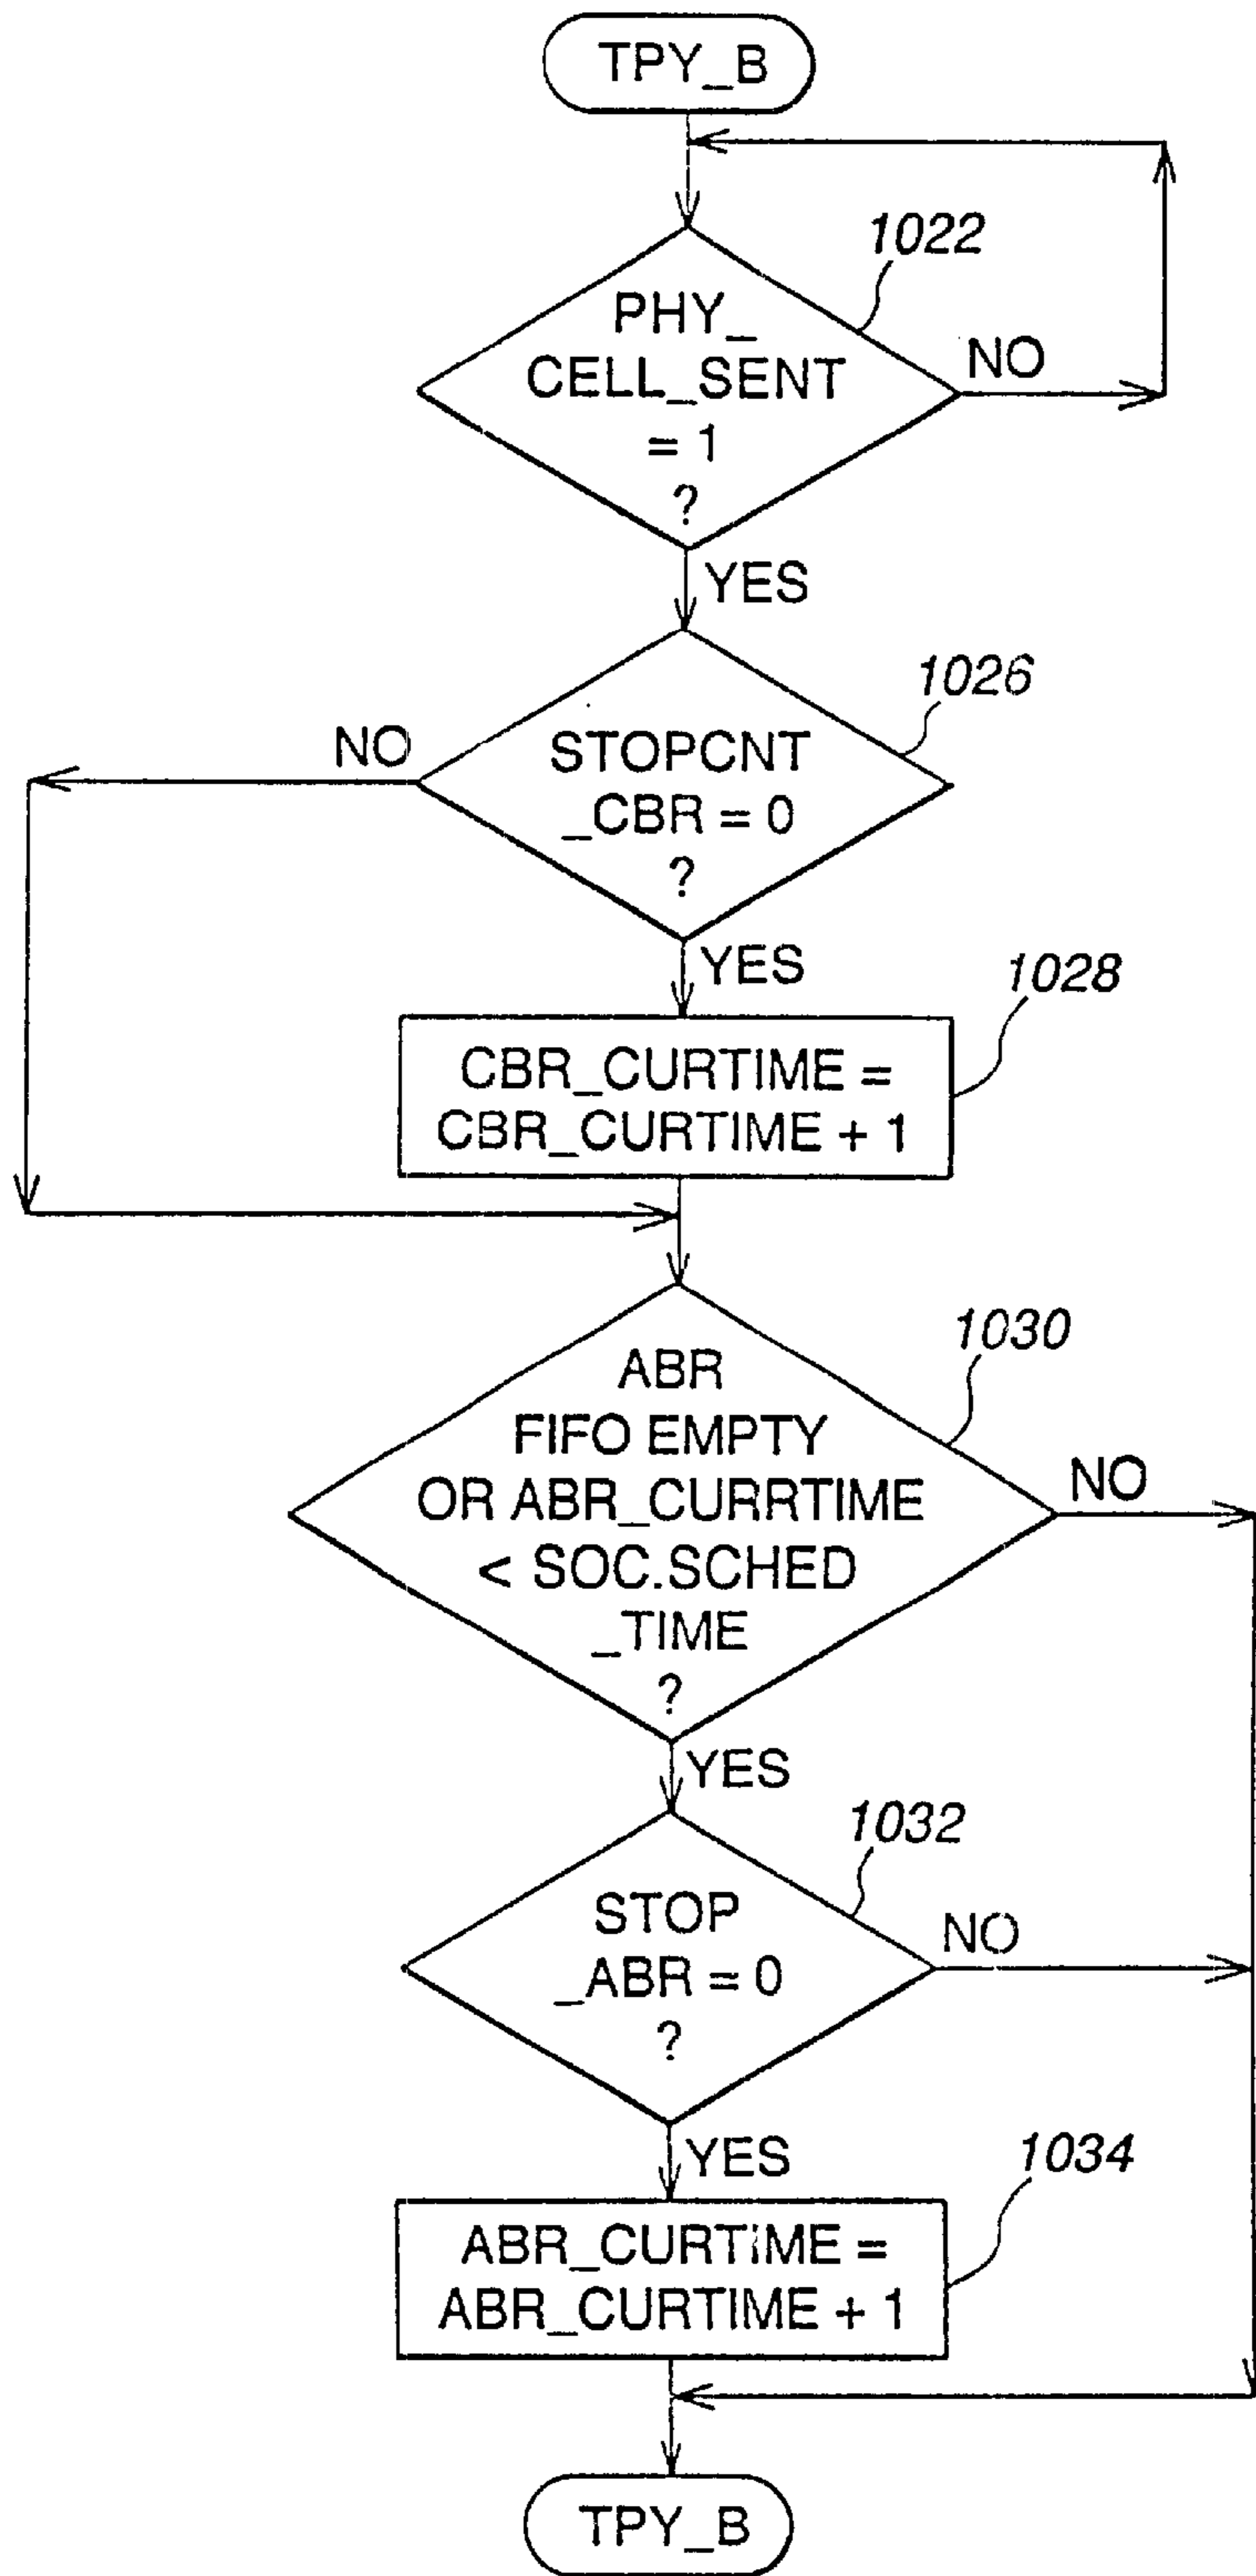 TPY_B
1022
PHY_
CELL_SENT
= 1
?
NO
YES
1026
NO
STOPCNT
_CBR = 0
?
YES
1028
CBR_CURTIME =
CBR_CURTIME + 1
1030
ABR
FIFO EMPTY
OR ABR_CURRTIME
< SOC.SCHED
_TIME
?
NO
YES
1032
STOP
_ABR = 0
?
NO
YES
1034
ABR_CURTIME =
ABR_CURTIME + 1
TPY_B